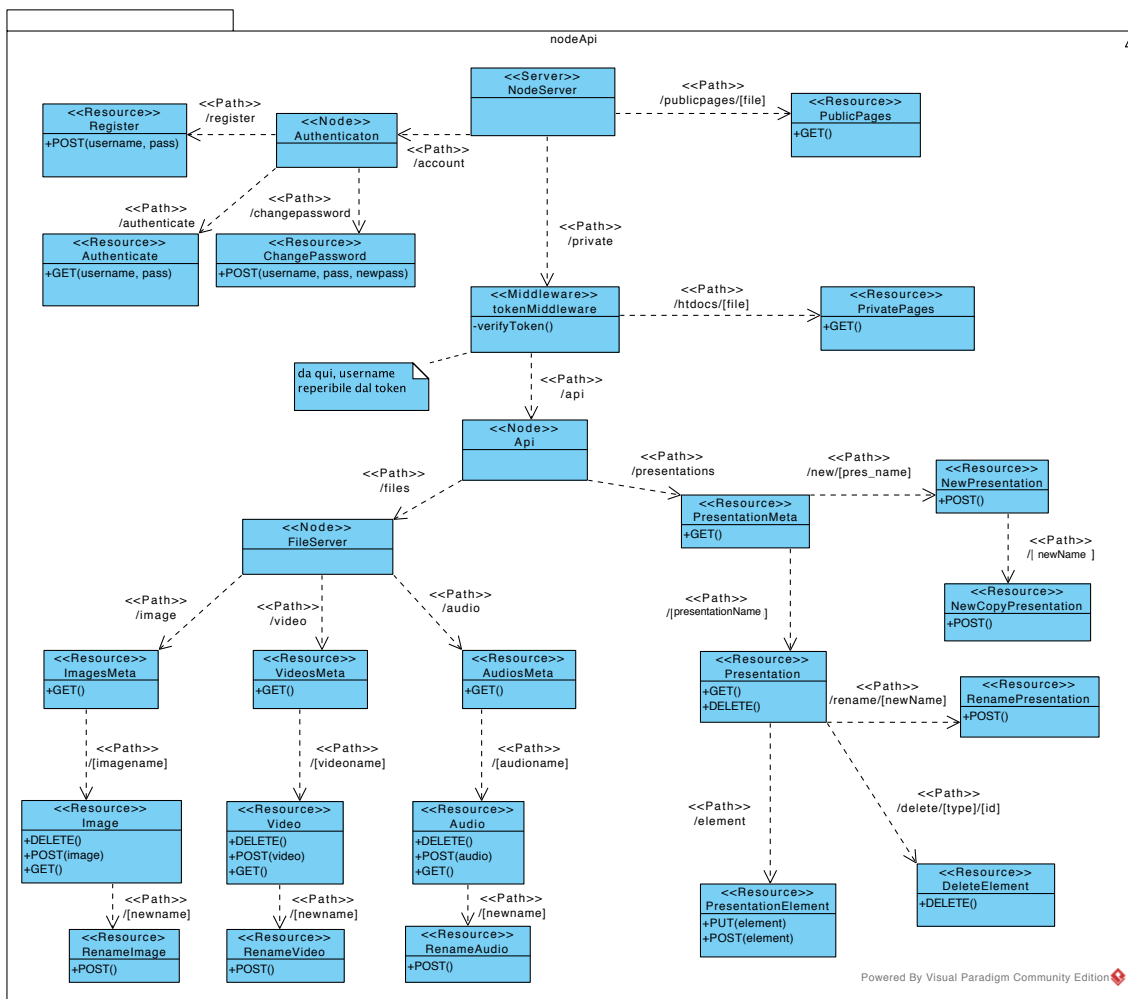 nodeApi
<<Server>>
NodeServer
<<Path>>
/publicpages/[file]
<<Resource>>
PublicPages
+GET()
<<Path>>
/register
<<Resource>>
Register
+POST(username, pass)
<<Node>>
Authenticaton
<<Path>>
/account
<<Path>>
/authenticate
<<Path>>
/changepassword
<<Path>>
/private
<<Resource>>
Authenticate
+GET(username, pass)
<<Resource>>
ChangePassword
+POST(username, pass, newpass)
<<Middleware>>
tokenMiddleware
-verifyToken()
<<Path>>
/htdocs/[file]
<<Resource>>
PrivatePages
+GET()
da qui, username
reperibile dal token
<<Path>>
/api
<<Node>>
Api
<<Path>>
/files
<<Path>>
/presentations
<<Path>>
/new/[pres_name]
<<Resource>>
NewPresentation
+POST()
<<Resource>>
PresentationMeta
+GET()
<<Node>>
FileServer
<<Path>>
/[ newName ]
<<Resource>>
NewCopyPresentation
+POST()
<<Path>>
/image
<<Path>>
/video
<<Path>>
/audio
<<Path>>
/[presentationName ]
<<Resource>>
ImagesMeta
+GET()
<<Resource>>
VideosMeta
+GET()
<<Resource>>
AudiosMeta
+GET()
<<Resource>>
Presentation
+GET()
+DELETE()
<<Path>>
/rename/[newName]
<<Resource>>
RenamePresentation
+POST()
<<Path>>
/[imagename]
<<Path>>
/[videoname]
<<Path>>
/[audioname]
<<Path>>
/element
<<Path>>
/delete/[type]/[id]
<<Resource>>
Image
+DELETE()
+POST(image)
+GET()
<<Resource>>
Video
+DELETE()
+POST(video)
+GET()
<<Resource>>
Audio
+DELETE()
+POST(audio)
+GET()
<<Resource>>
PresentationElement
+PUT(element)
+POST(element)
<<Resource>>
DeleteElement
+DELETE()
<<Path>>
/[newname]
<<Path>>
/[newname]
<<Path>>
/[newname]
<<Resource>
RenameImage
+POST()
<<Resource>>
RenameVideo
+POST()
<<Resource>>
RenameAudio
+POST()
Powered By Visual Paradigm Community Edition